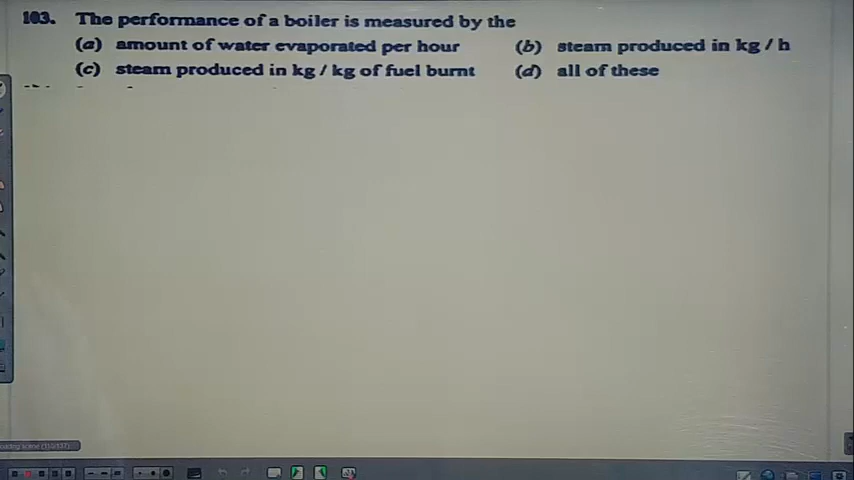 103. The performance of a boiler is measured by the
(a) amount of water evaporated per hour (b) steam produced in kg / h
(c) steam produced in kg / kg of fuel burnt (d) all of these